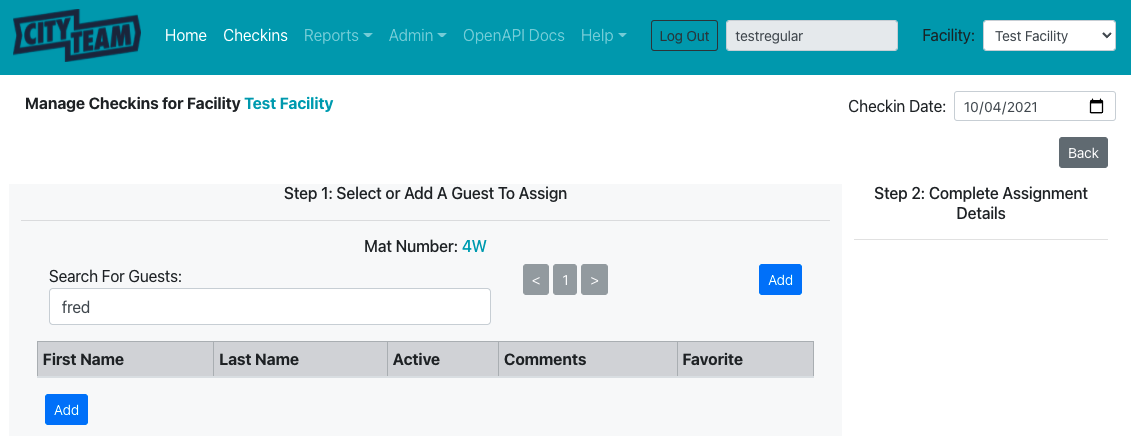 CITY TEAM Home Checkins Reports Admin OpenAPI Docs Help Log Out testregular Facility: Test Facility
Manage Checkins for Facility Test Facility Checkin Date: 10/04/2021
Back
Step 1: Select or Add A Guest To Assign
Mat Number: 4W
Search For Guests:
< 1 > Add
fred
First Name Last Name Active Comments Favorite
Add
Step 2: Complete Assignment
Details